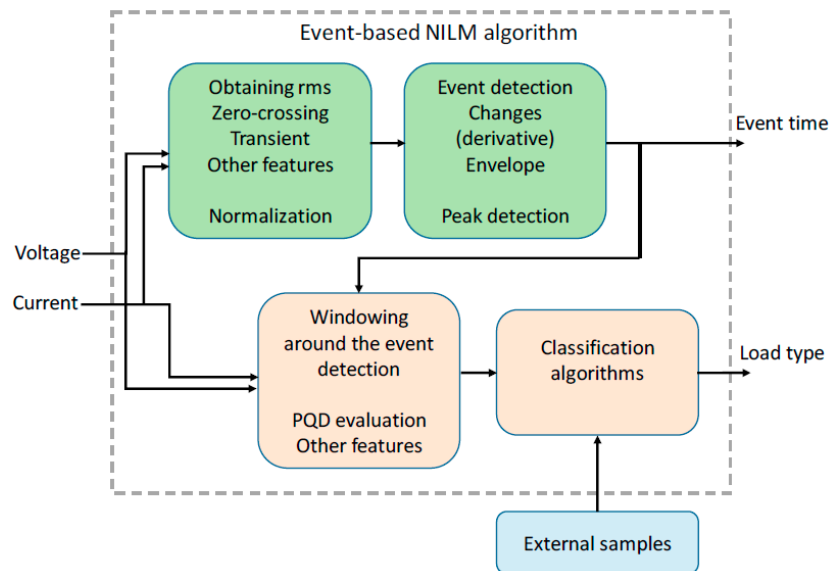 Event-based NILM algorithm
Obtaining rms
Zero-crossing
Transient
Other features
Normalization
Event detection
Changes
(derivative)
Envelope
Peak detection
Event time
Voltage
Current
Windowing
around the event
detection
PQD evaluation
Other features
Classification
algorithms
Load type
External samples